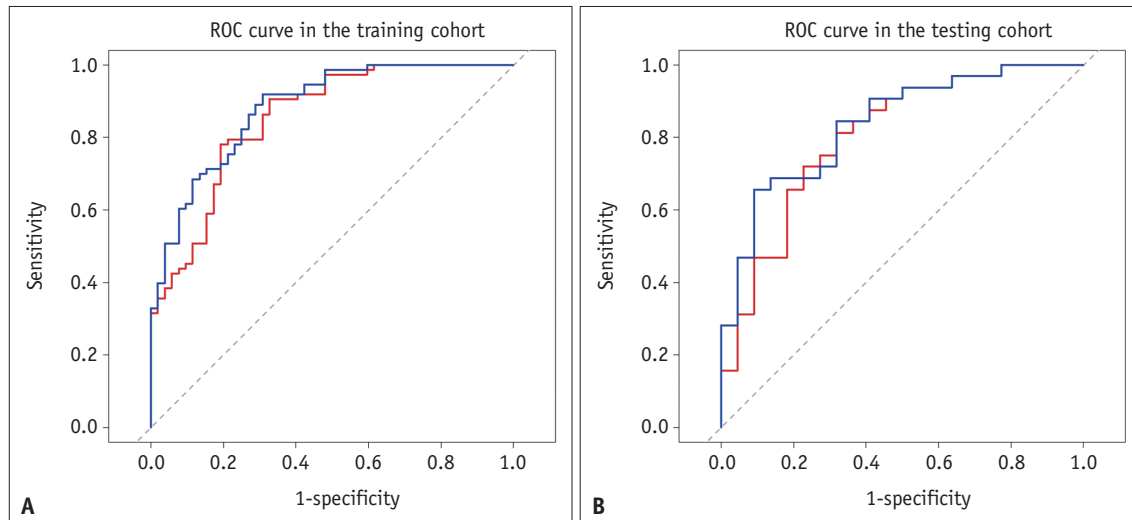 ROC curve in the training cohort
1.0
0.8
0.6
0.4
0.2
0.0
Sensitivity
0.0 0.2 0.4 0.6 0.8 1.0
1-specificity
A
ROC curve in the testing cohort
1.0
0.8
0.6
0.4
0.2
0.0
Sensitivity
0.0 0.2 0.4 0.6 0.8 1.0
1-specificity
B